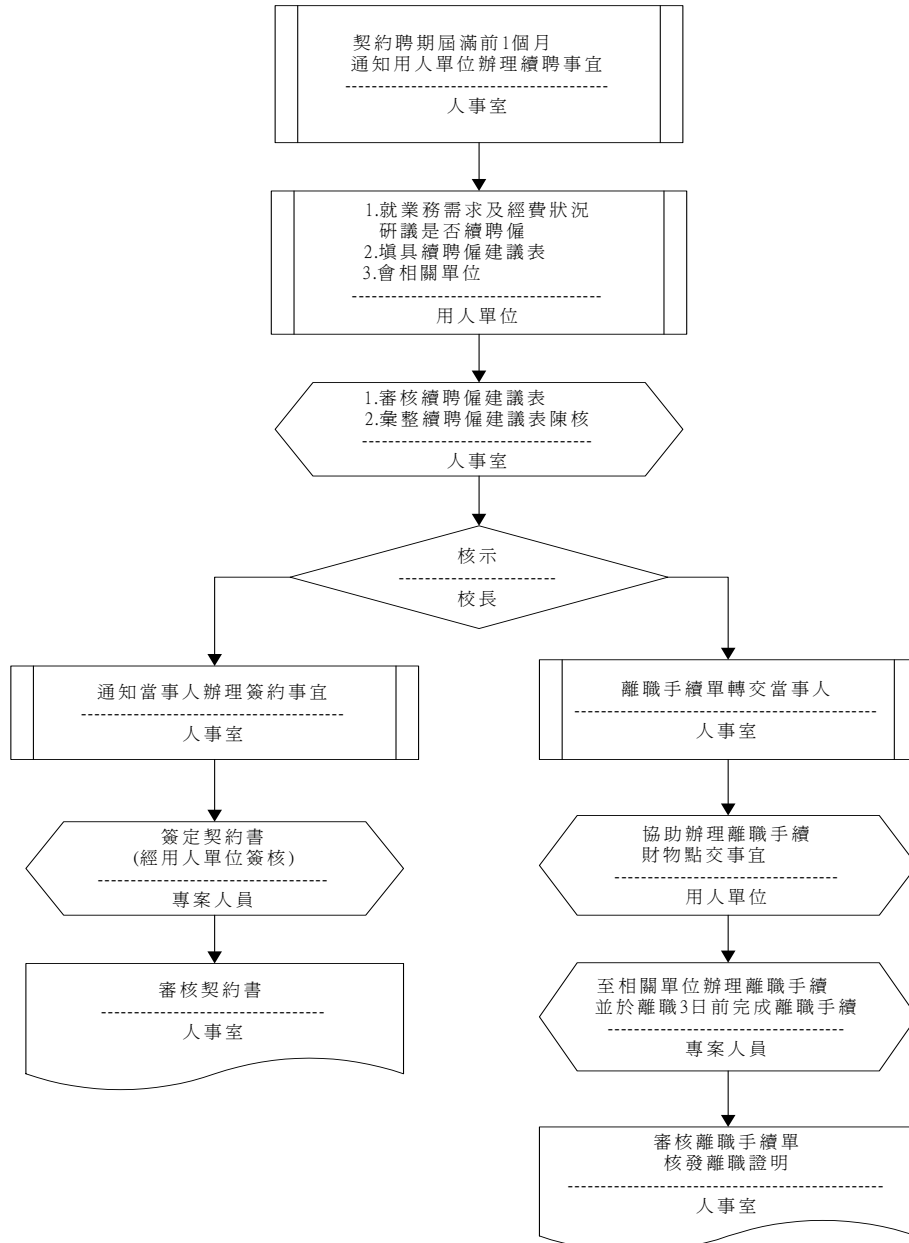 契約聘期屆滿前1個月
通知用人單位辦理續聘事宜
人事室
1.就業務需求及經費狀況
研議是否續聘僱
2.填具續聘僱建議表
3.會相關單位
用人單位
1.審核續聘僱建議表
2.彙整續聘僱建議表陳核
人事室
核示
校長
通知當事人辦理簽約事宜
人事室
簽定契約書
(經用人單位簽核)
專案人員
審核契約書
人事室
離職手續單轉交當事人
人事室
協助辦理離職手續
財物點交事宜
用人單位
至相關單位辦理離職手續
並於離職3日前完成離職手續
專案人員
審核離職手續單
核發離職證明
人事室